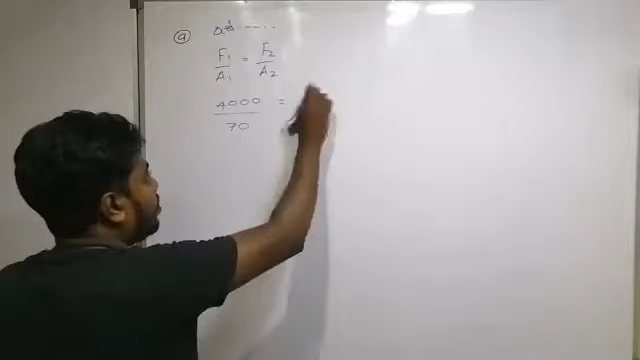 a
F₁/A₁ = F₂/A₂
4000/70 =